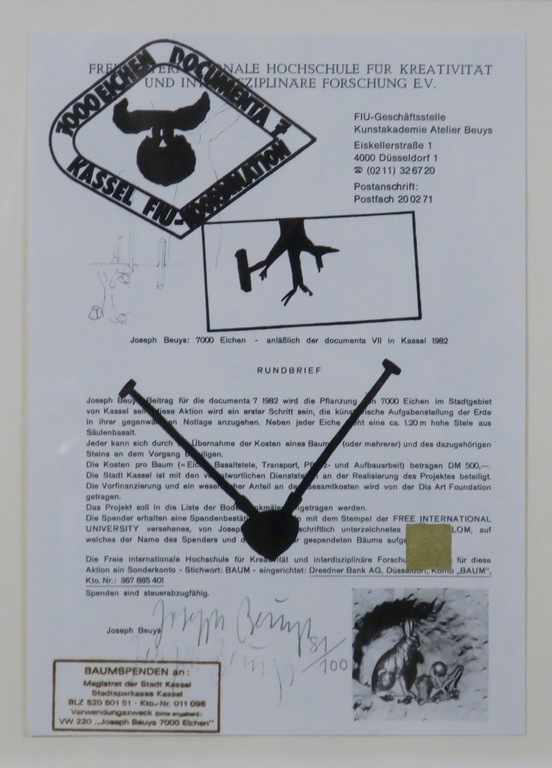 FREIE INTERNATIONALE HOCHSCHULE FÜR KREATIVITÄT
UND INTERDISZIPLINÄRE FORSCHUNG E.V.
7000 EICHEN DOCUMENTA 7
KASSEL FIU-KOORDINATION
FIU-Geschäftsstelle
Kunstakademie Atelier Beuys
Eiskellerstraße 1
4000 Düsseldorf 1
☎ (0211) 326720
Postanschrift:
Postfach 200271
Joseph Beuys: 7000 Eichen - anläßlich der documenta VII in Kassel 1982
RUNDBRIEF
Joseph Beuys Beitrag für die documenta 7 1982 wird die Pflanzung von 7000 Eichen im Stadtgebiet
von Kassel sein, diese Aktion wird ein erster Schritt sein, die künstlerische Aufgabenstellung der Erde
in ihrer gegenwärtigen Notlage anzugehen. Neben jeder Eiche steht eine ca. 1.20 m hohe Stele aus
Säulenbasalt.
Jeder kann sich durch Übernahme der Kosten eines Baumes (oder mehrerer) und des dazugehörigen
Steins an dem Vorgang beteiligen.
Die Kosten pro Baum (=Eiche, Basaltstele, Transport, Pflanz- und Aufbauarbeit) betragen DM 500,—.
Die Stadt Kassel ist mit den verantwortlichen Dienststellen an der Realisierung des Projektes beteiligt.
Die Vorfinanzierung und ein wesentlicher Anteil an den Gesamtkosten wird von der Dia Art Foundation
getragen.
Das Projekt soll in die Liste der Bodendenkmäler eingetragen werden.
Die Spender erhalten eine Spendenbestätigung mit dem Stempel der FREE INTERNATIONAL
UNIVERSITY versehenes, von Joseph schriftlich unterzeichnetes LOM, auf
welches der Name des Spenders und die gespendeten Bäume
Die Freie internationale Hochschule für Kreativität und interdisziplinäre Forschung für diese
Aktion ein Sonderkonto - Stichwort: BAUM - eingerichtet: Dresdner Bank AG, Düsseldorf, Konto „BAUM",
Kto. Nr.: 367 885 401
Spenden sind steuerabzugfähig.
Joseph Beuys
Joseph Beuys 81/100
BAUMSPENDEN an:
Magistrat der Stadt Kassel
Stadtsparkasse Kassel
BLZ 520 501 51 - Kto.-Nr. 011 098
Verwendungszweck (bitte angeben):
VW 220 „Joseph Beuys 7000 Eichen"